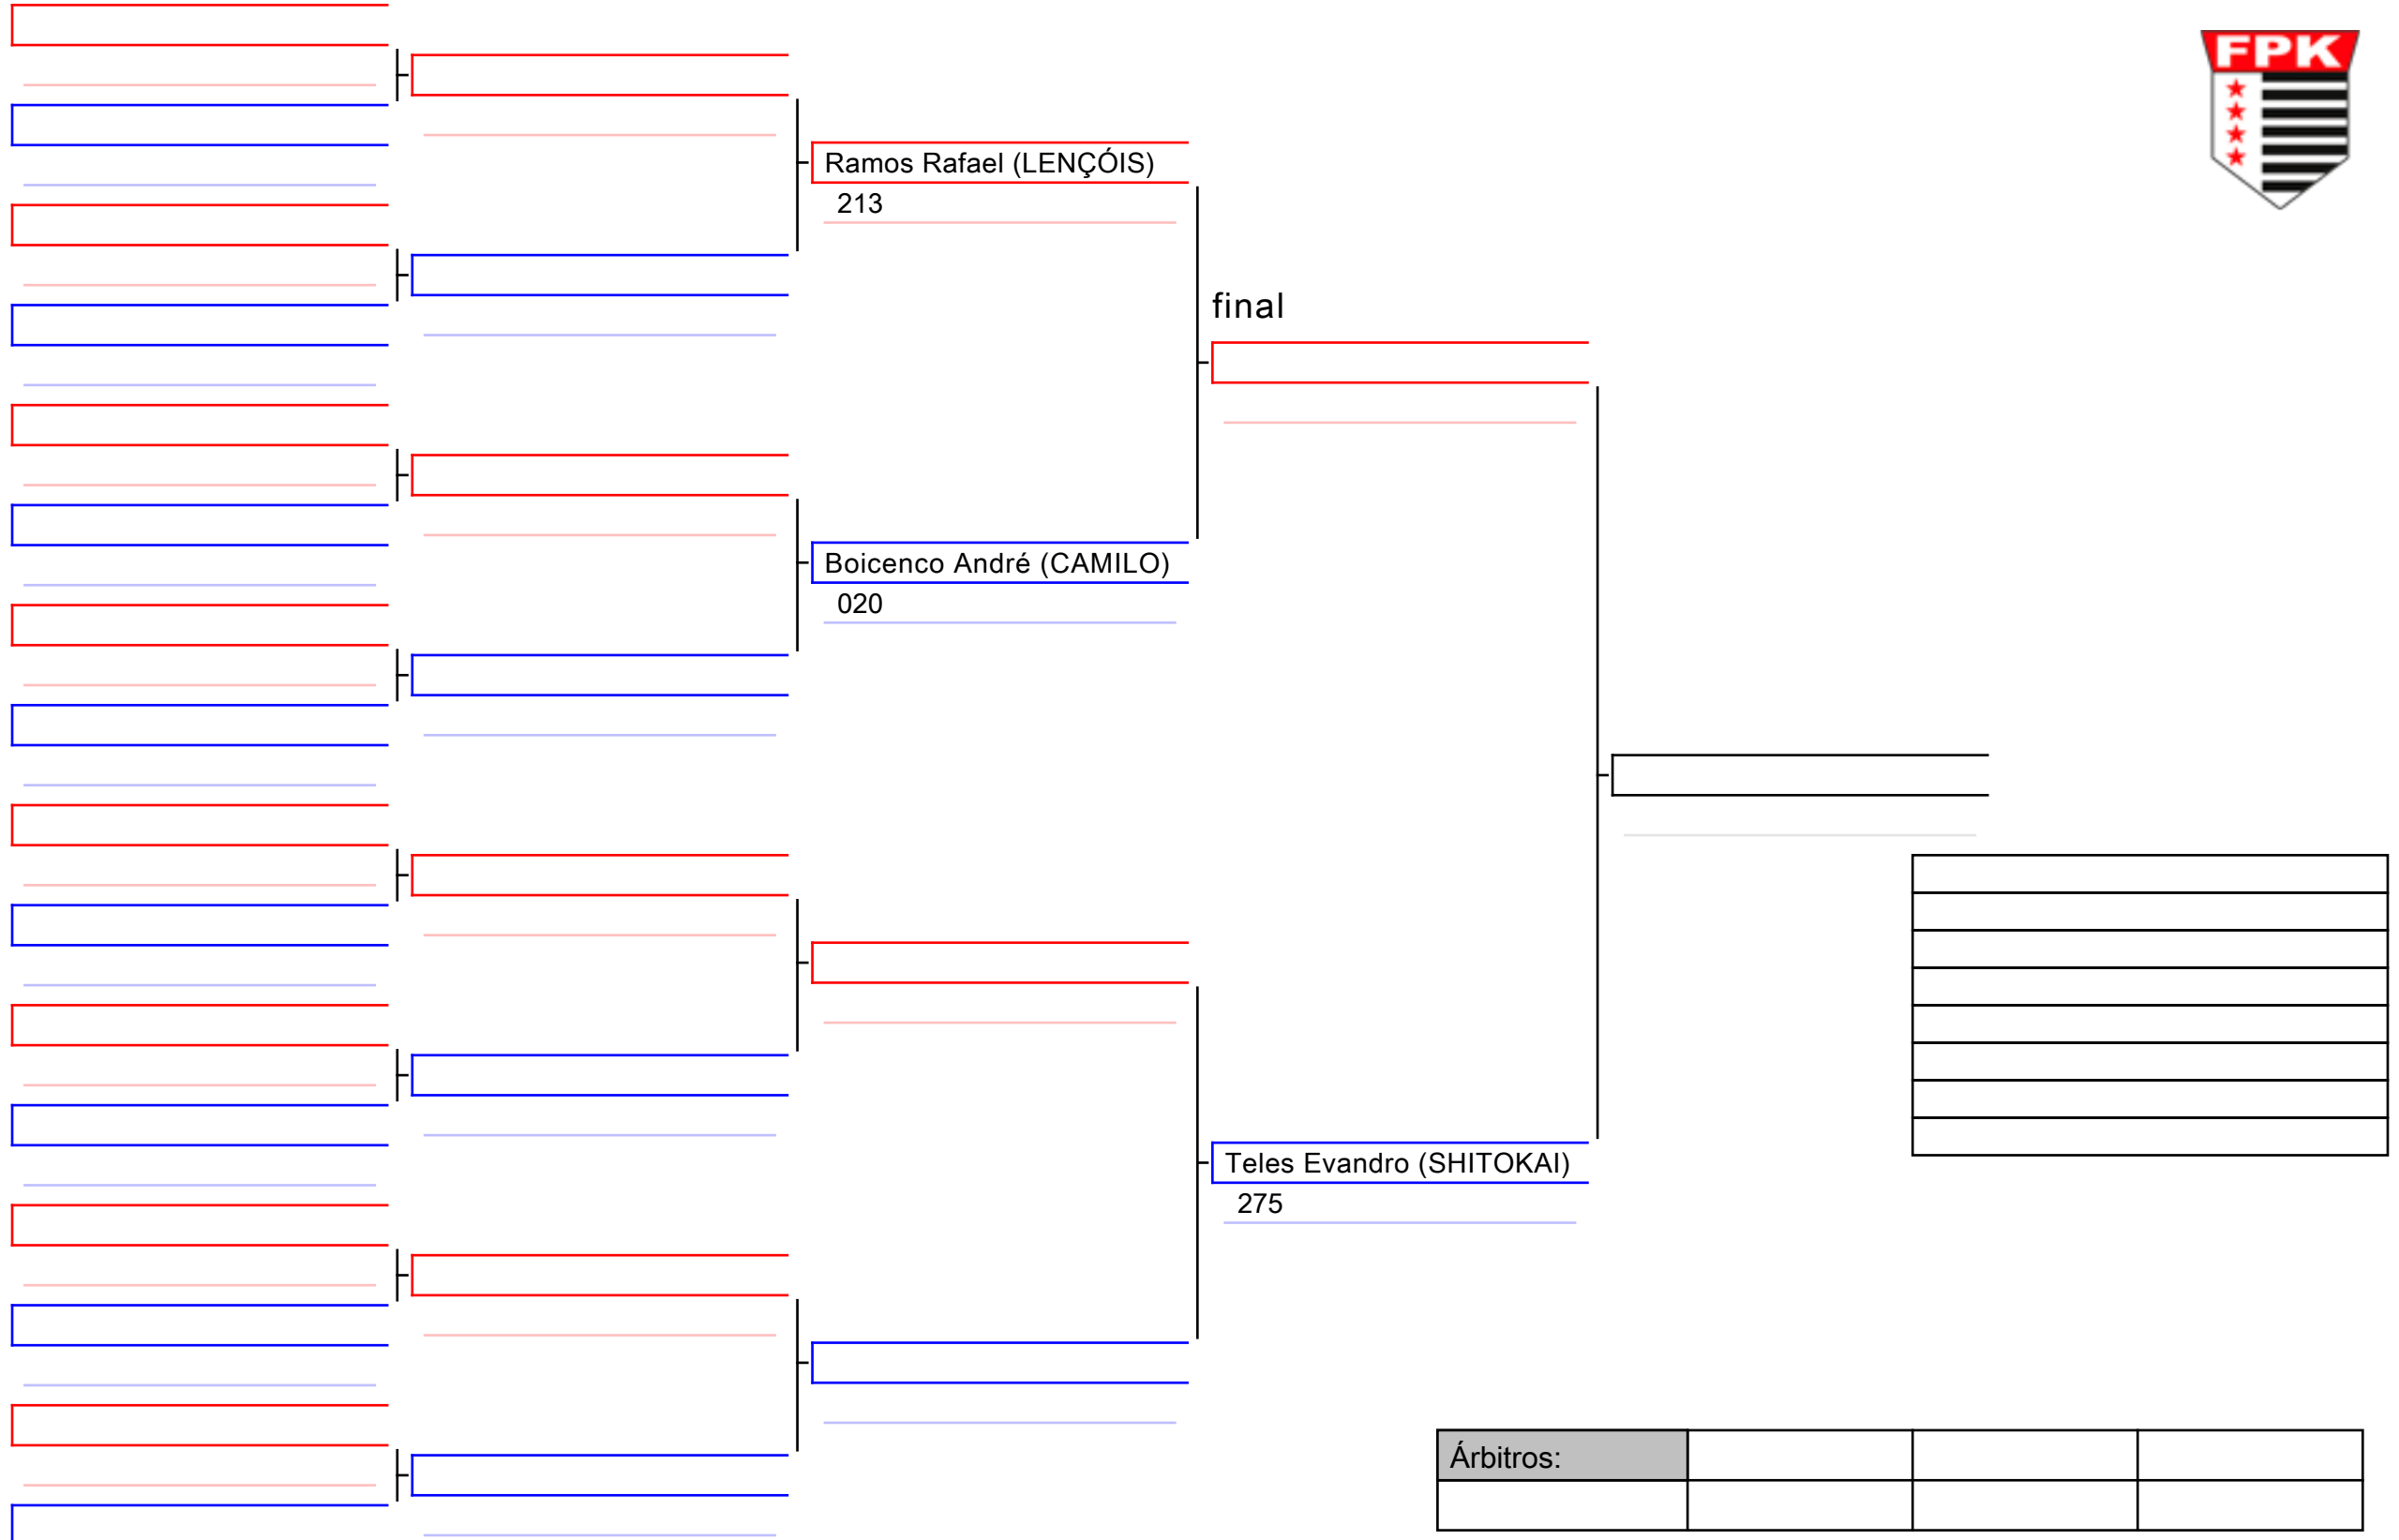 FPK
Ramos Rafael (LENÇÓIS)
213
final
Boicenco André (CAMILO)
020
Teles Evandro (SHITOKAI)
275
Árbitros: